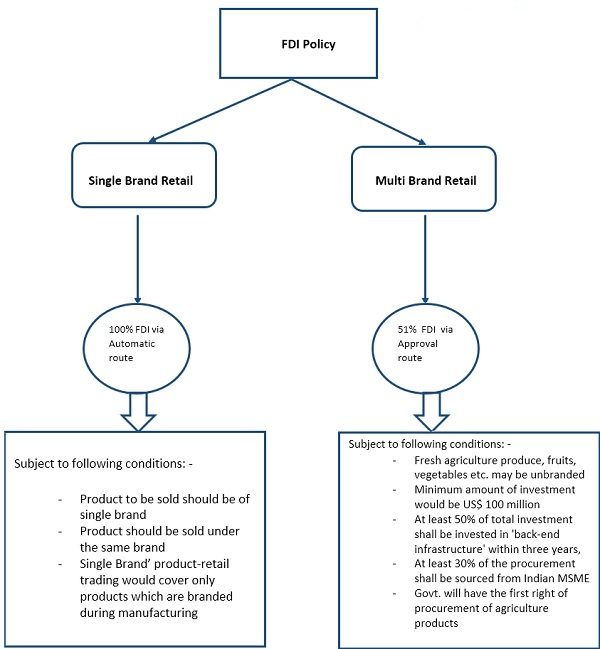 FDI Policy
Single Brand Retail
Multi Brand Retail
100% FDI via
Automatic
route
51% FDI via
Approval
route
Subject to following conditions: -
- Product to be sold should be of
single brand
- Product should be sold under
the same brand
- Single Brand’ product-retail
trading would cover only
products which are branded
during manufacturing
Subject to following conditions: -
- Fresh agriculture produce, fruits,
vegetables etc. may be unbranded
- Minimum amount of investment
would be US$ 100 million
- At least 50% of total investment
shall be invested in 'back-end
infrastructure' within three years,
- At least 30% of the procurement
shall be sourced from Indian MSME
- Govt. will have the first right of
procurement of agriculture
products